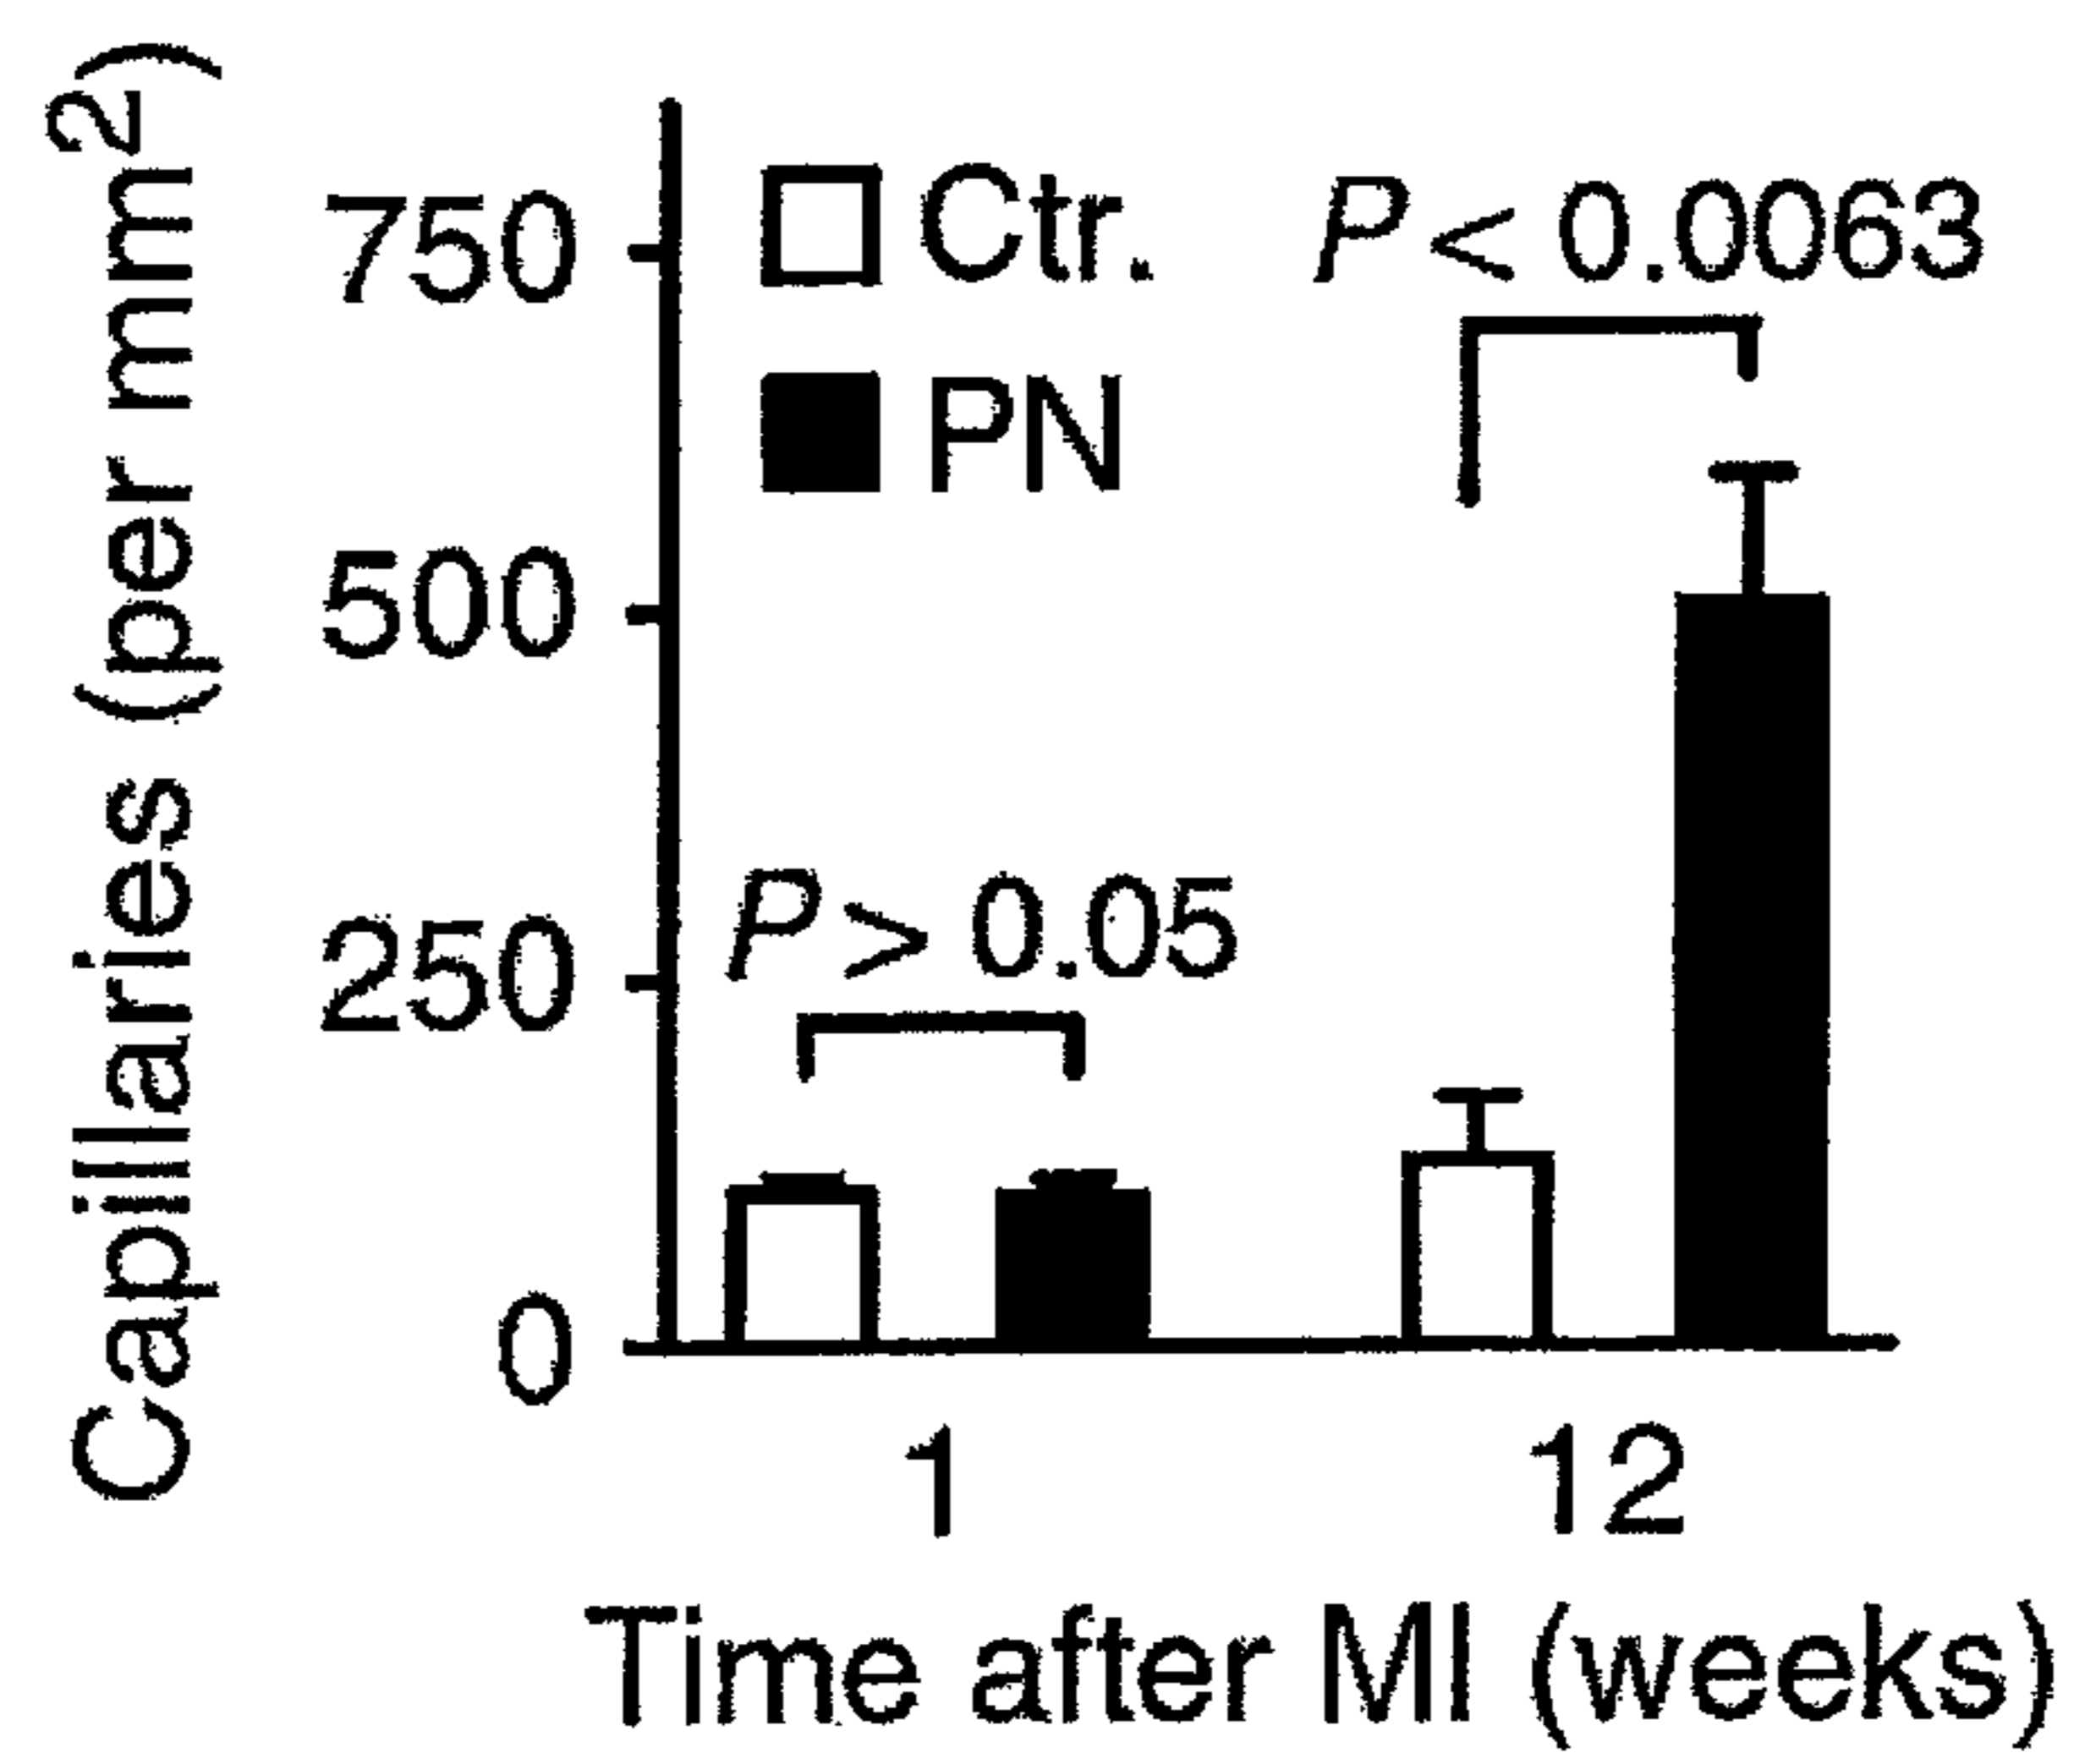 Capillaries (per mm²)
750
500
250
0
Ctr.
PN
P < 0.0063
P > 0.05
1
12
Time after MI (weeks)